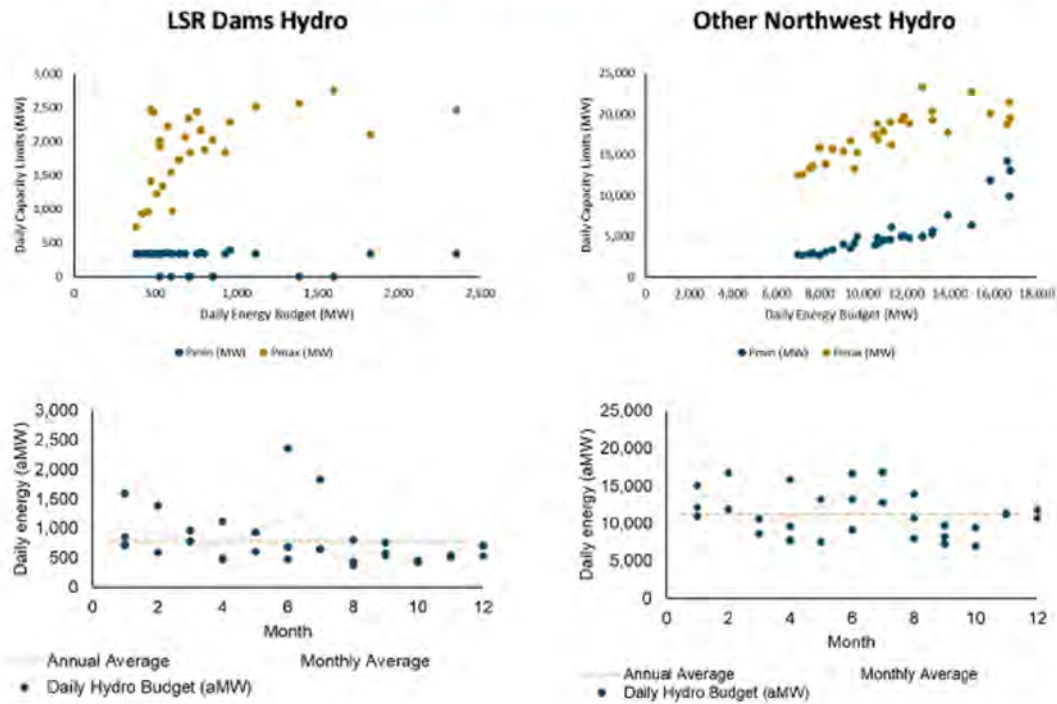 LSR Dams Hydro
Daily Capacity Limits (MW)
3,000
2,500
2,000
1,500
1,000
500
0
500
1,000
1,500
2,000
2,500
Daily Energy Budget (MW)
Pmin (MW)
Pmax (MW)
Other Northwest Hydro
Daily Capacity Limits (MW)
25,000
20,000
15,000
10,000
5,000
0
0
2,000
4,000
6,000
8,000
10,000
12,000
14,000
16,000
18,000
Daily Energy Budget (MW)
Pmin (MW)
Pmax (MW)
Daily energy (aMW)
3,000
2,500
2,000
1,500
1,000
500
0
0
2
4
6
8
10
12
Month
Annual Average
Monthly Average
Daily Hydro Budget (aMW)
Daily energy (aMW)
25,000
20,000
15,000
10,000
5,000
0
0
2
4
6
8
10
12
Month
Annual Average
Monthly Average
Daily Hydro Budget (aMW)